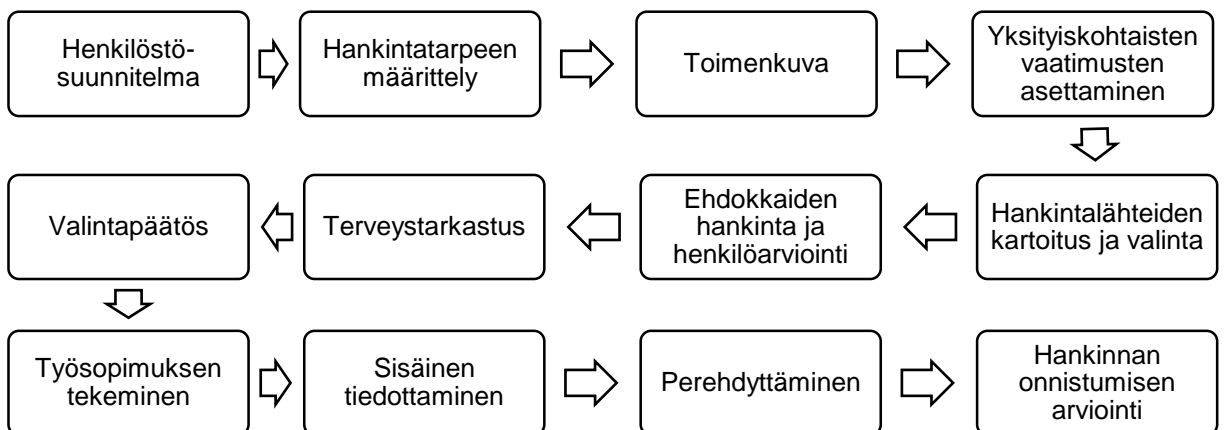 Henkilöstö-
suunnitelma
Hankintatarpeen
määrittely
Toimenkuva
Yksityiskohtaisten
vaatimusten
asettaminen
Valintapäätös
Terveystarkastus
Ehdokkaiden
hankinta ja
henkilöarviointi
Hankintalähteiden
kartoitus ja valinta
Työsopimuksen
tekeminen
Sisäinen
tiedottaminen
Perehdyttäminen
Hankinnan
onnistumisen
arviointi